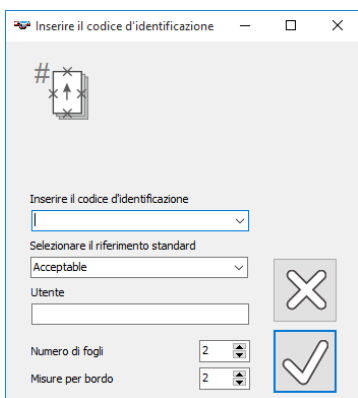 Inserire il codice d'identificazione
#
Inserire il codice d'identificazione
Selezionare il riferimento standard
Acceptable
Utente
Numero di fogli 2
Misure per bordo 2